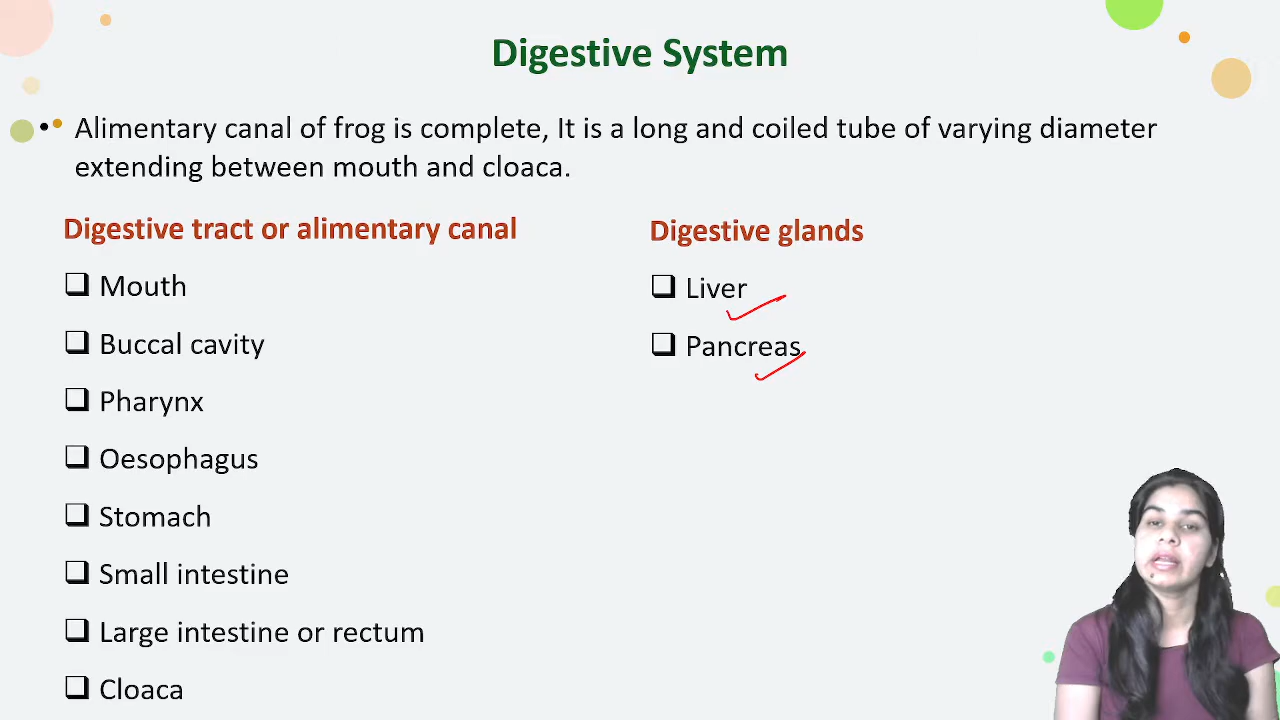 Digestive System
• Alimentary canal of frog is complete, It is a long and coiled tube of varying diameter
extending between mouth and cloaca.
Digestive tract or alimentary canal
❑ Mouth
❑ Buccal cavity
❑ Pharynx
❑ Oesophagus
❑ Stomach
❑ Small intestine
❑ Large intestine or rectum
❑ Cloaca
Digestive glands
❑ Liver
❑ Pancreas